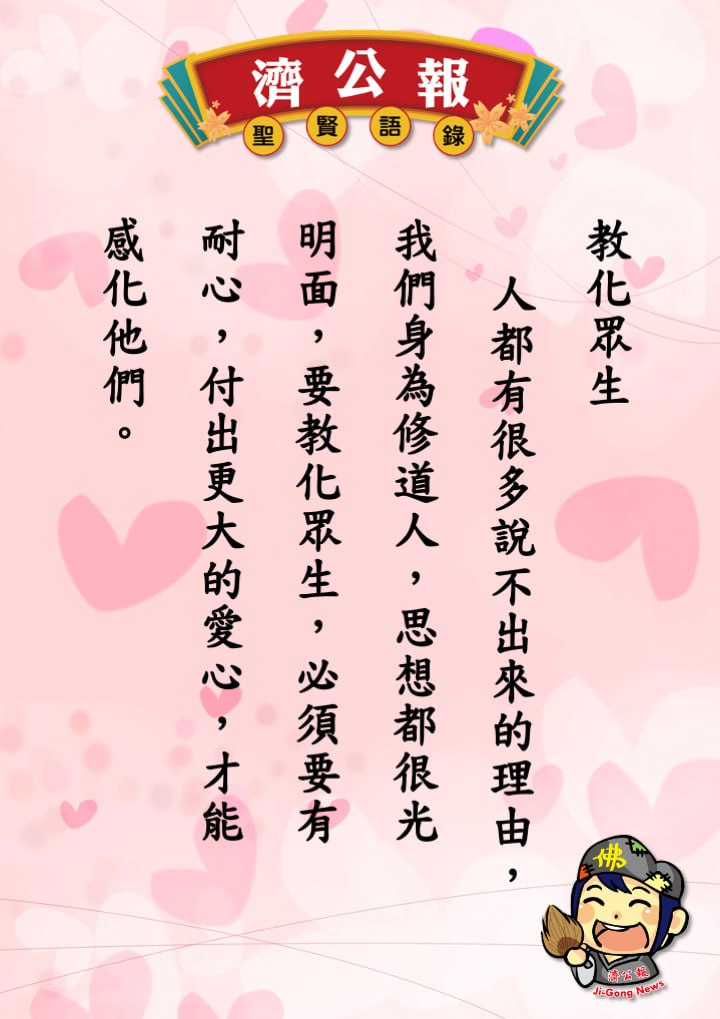 濟公報
聖賢語錄
教化眾生
人都有很多說不出來的理由，
我們身為修道人，思想都很光
明面，要教化眾生，必須要有
耐心，付出更大的愛心，才能
感化他們。
佛
濟公報
Ji-Gong News